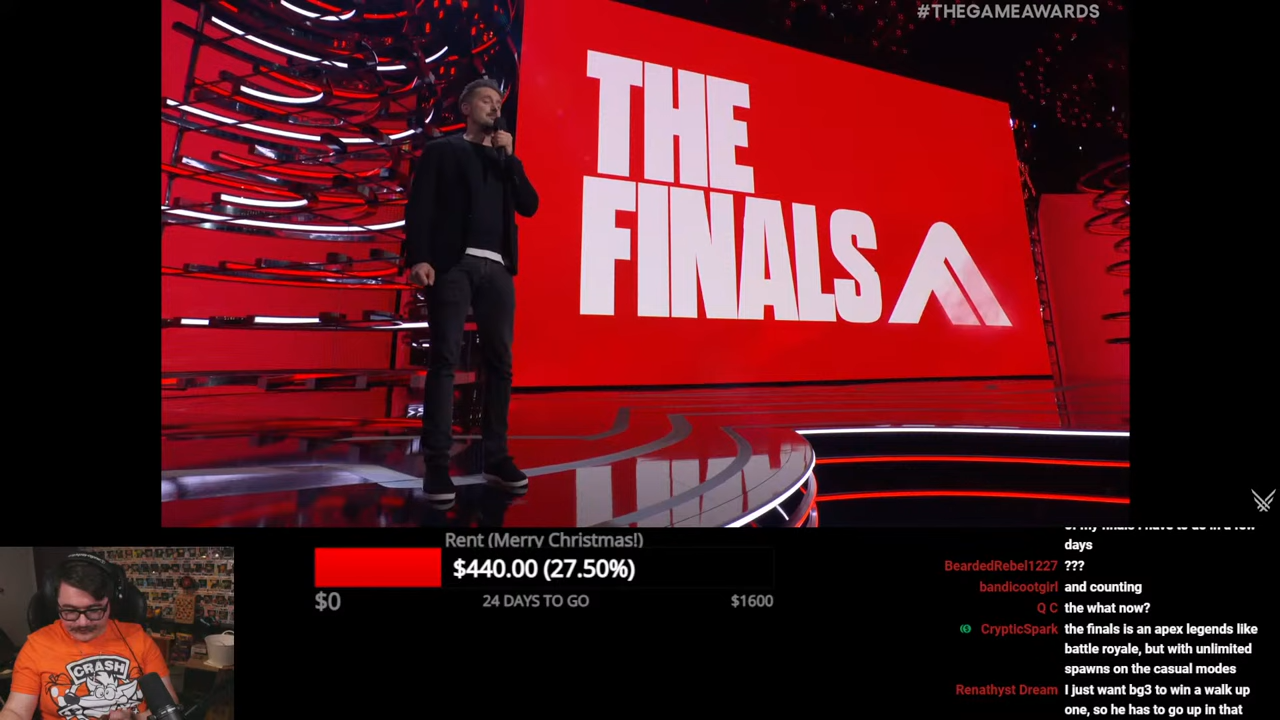 #THEGAMEAWARDS
THE
FINALS
Rent (Merry Christmas!)
$440.00 (27.50%)
$0
24 DAYS TO GO
$1600
CRASH
days
BeardedRebel1227 ???
bandicootgirl and counting
Q C the what now?
CrypticSpark the finals is an apex legends like
battle royale, but with unlimited
spawns on the casual modes
Renathyst Dream I just want bg3 to win a walk up
one, so he has to go up in that